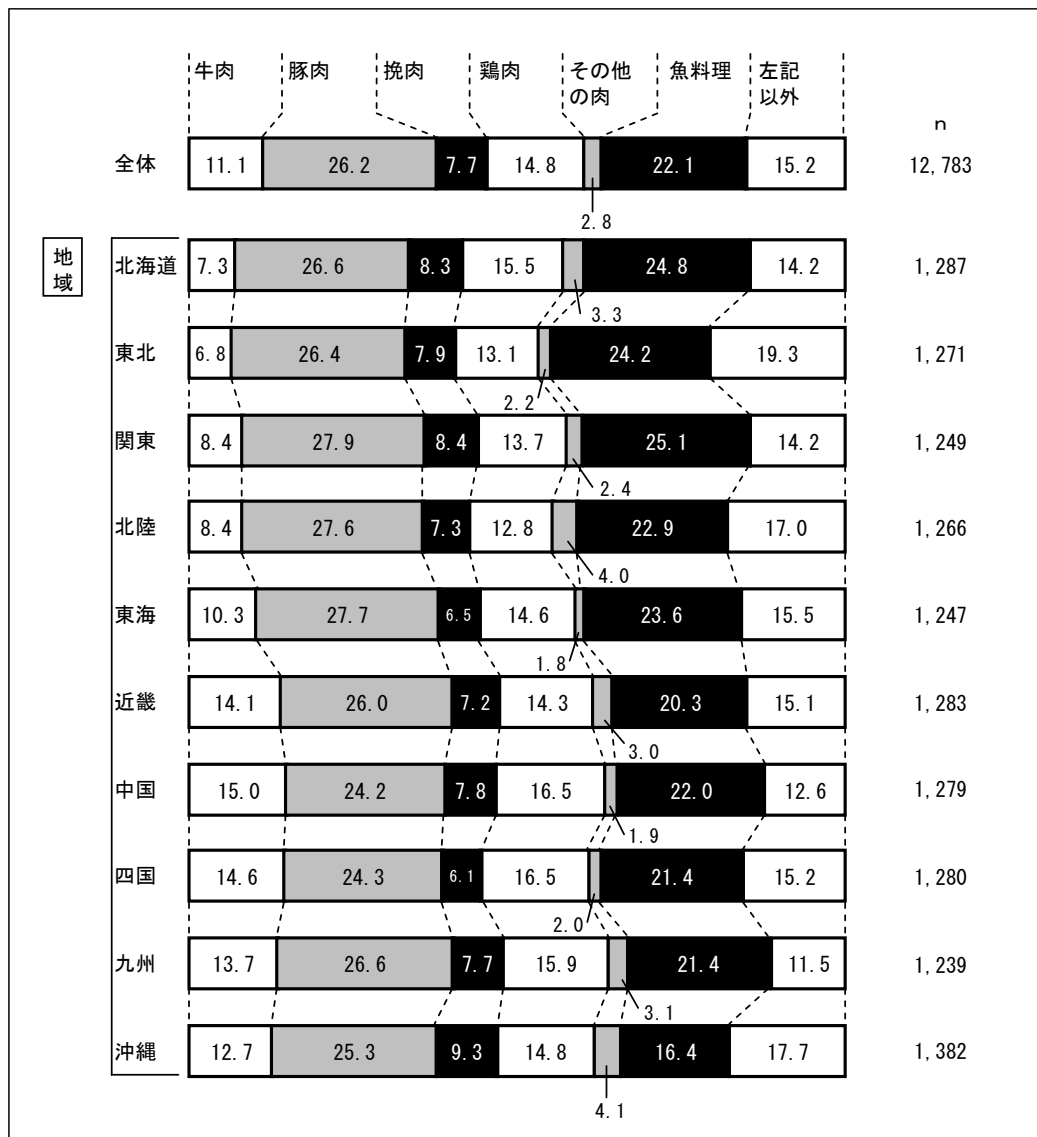 牛肉 豚肉 挽肉 鶏肉 その他の肉 魚料理 左記以外
n
全体 11.1 26.2 7.7 14.8 22.1 15.2 12,783
2.8
地域
北海道 7.3 26.6 8.3 15.5 24.8 14.2 1,287
3.3
東北 6.8 26.4 7.9 13.1 24.2 19.3 1,271
2.2
関東 8.4 27.9 8.4 13.7 25.1 14.2 1,249
2.4
北陸 8.4 27.6 7.3 12.8 22.9 17.0 1,266
4.0
東海 10.3 27.7 6.5 14.6 23.6 15.5 1,247
1.8
近畿 14.1 26.0 7.2 14.3 20.3 15.1 1,283
3.0
中国 15.0 24.2 7.8 16.5 22.0 12.6 1,279
1.9
四国 14.6 24.3 6.1 16.5 21.4 15.2 1,280
2.0
九州 13.7 26.6 7.7 15.9 21.4 11.5 1,239
3.1
沖縄 12.7 25.3 9.3 14.8 16.4 17.7 1,382
4.1